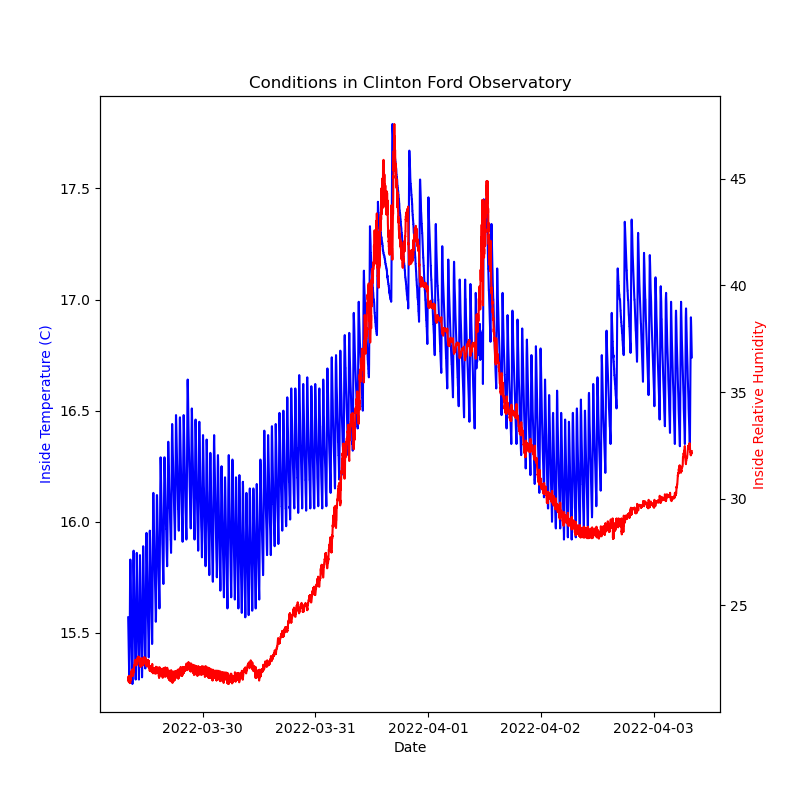 Conditions in Clinton Ford Observatory
Inside Temperature (C)
17.5
17.0
16.5
16.0
15.5
45
40
35
30
25
Inside Relative Humidity
2022-03-30 2022-03-31 2022-04-01 2022-04-02 2022-04-03
Date